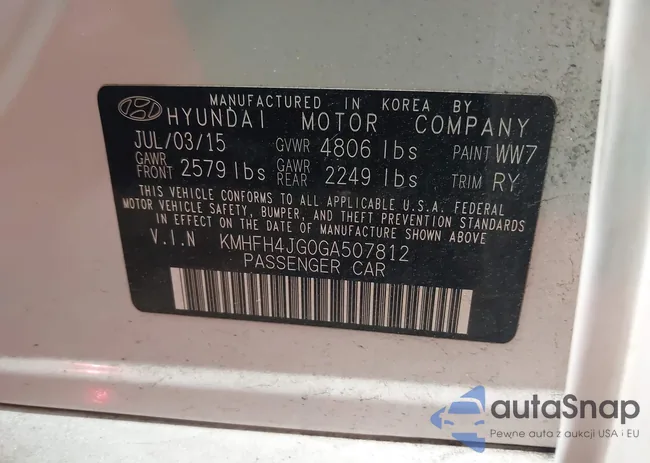 MANUFACTURED IN KOREA BY
HYUNDAI MOTOR COMPANY
JUL/03/15 GVWR 4806 lbs PAINT WW7
GAWR FRONT 2579 lbs GAWR REAR 2249 lbs TRIM RY
THIS VEHICLE CONFORMS TO ALL APPLICABLE U.S.A. FEDERAL
MOTOR VEHICLE SAFETY, BUMPER, AND THEFT PREVENTION STANDARDS
IN EFFECT ON THE DATE OF MANUFACTURE SHOWN ABOVE.
V.I.N KMHFH4JG0GA507812
PASSENGER CAR
autoSnap
Pewne auta z aukcji USA i EU